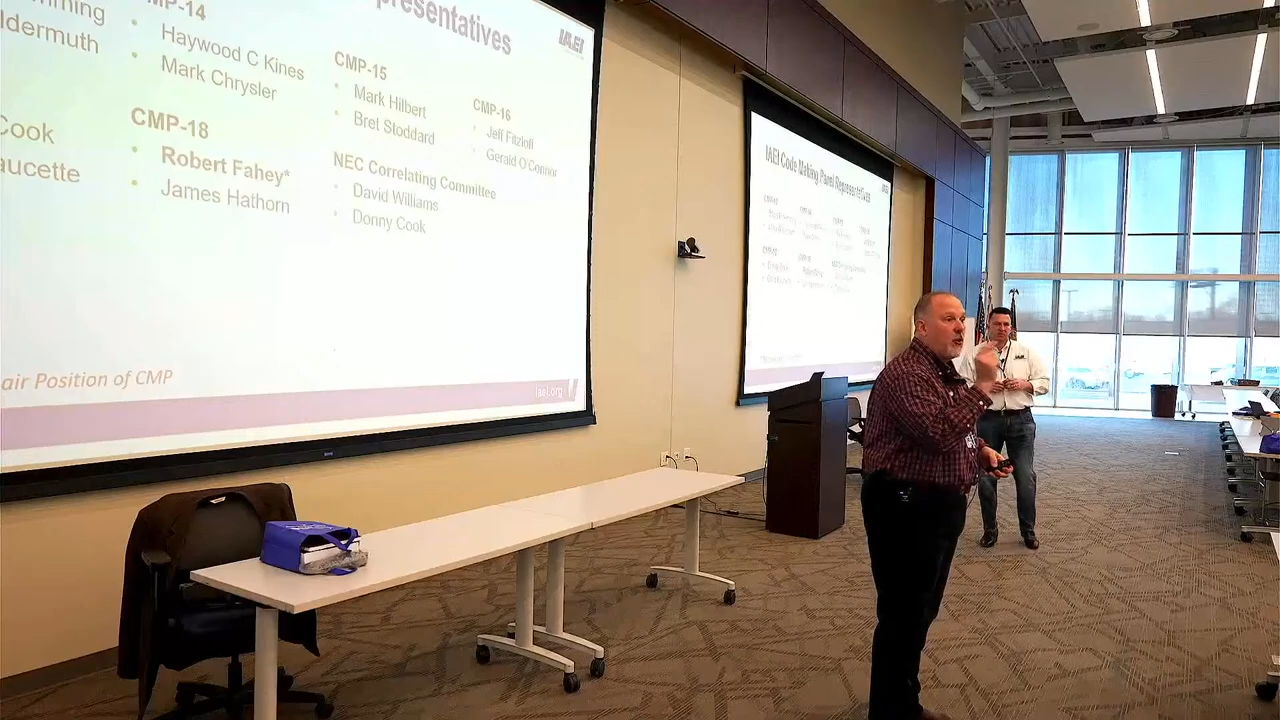 presentatives
IAEI
CMP-14
Haywood C Kines
Mark Chrysler
ldermuth
CMP-15
Mark Hilbert
Bret Stoddard
CMP-16
Jeff Fitzloff
Gerald O'Connor
Cook
aucette
CMP-18
Robert Fahey*
James Hathorn
NEC Correlating Committee
David Williams
Donny Cook
air Position of CMP
iaei.org
IAEI Code Making Panel Representatives